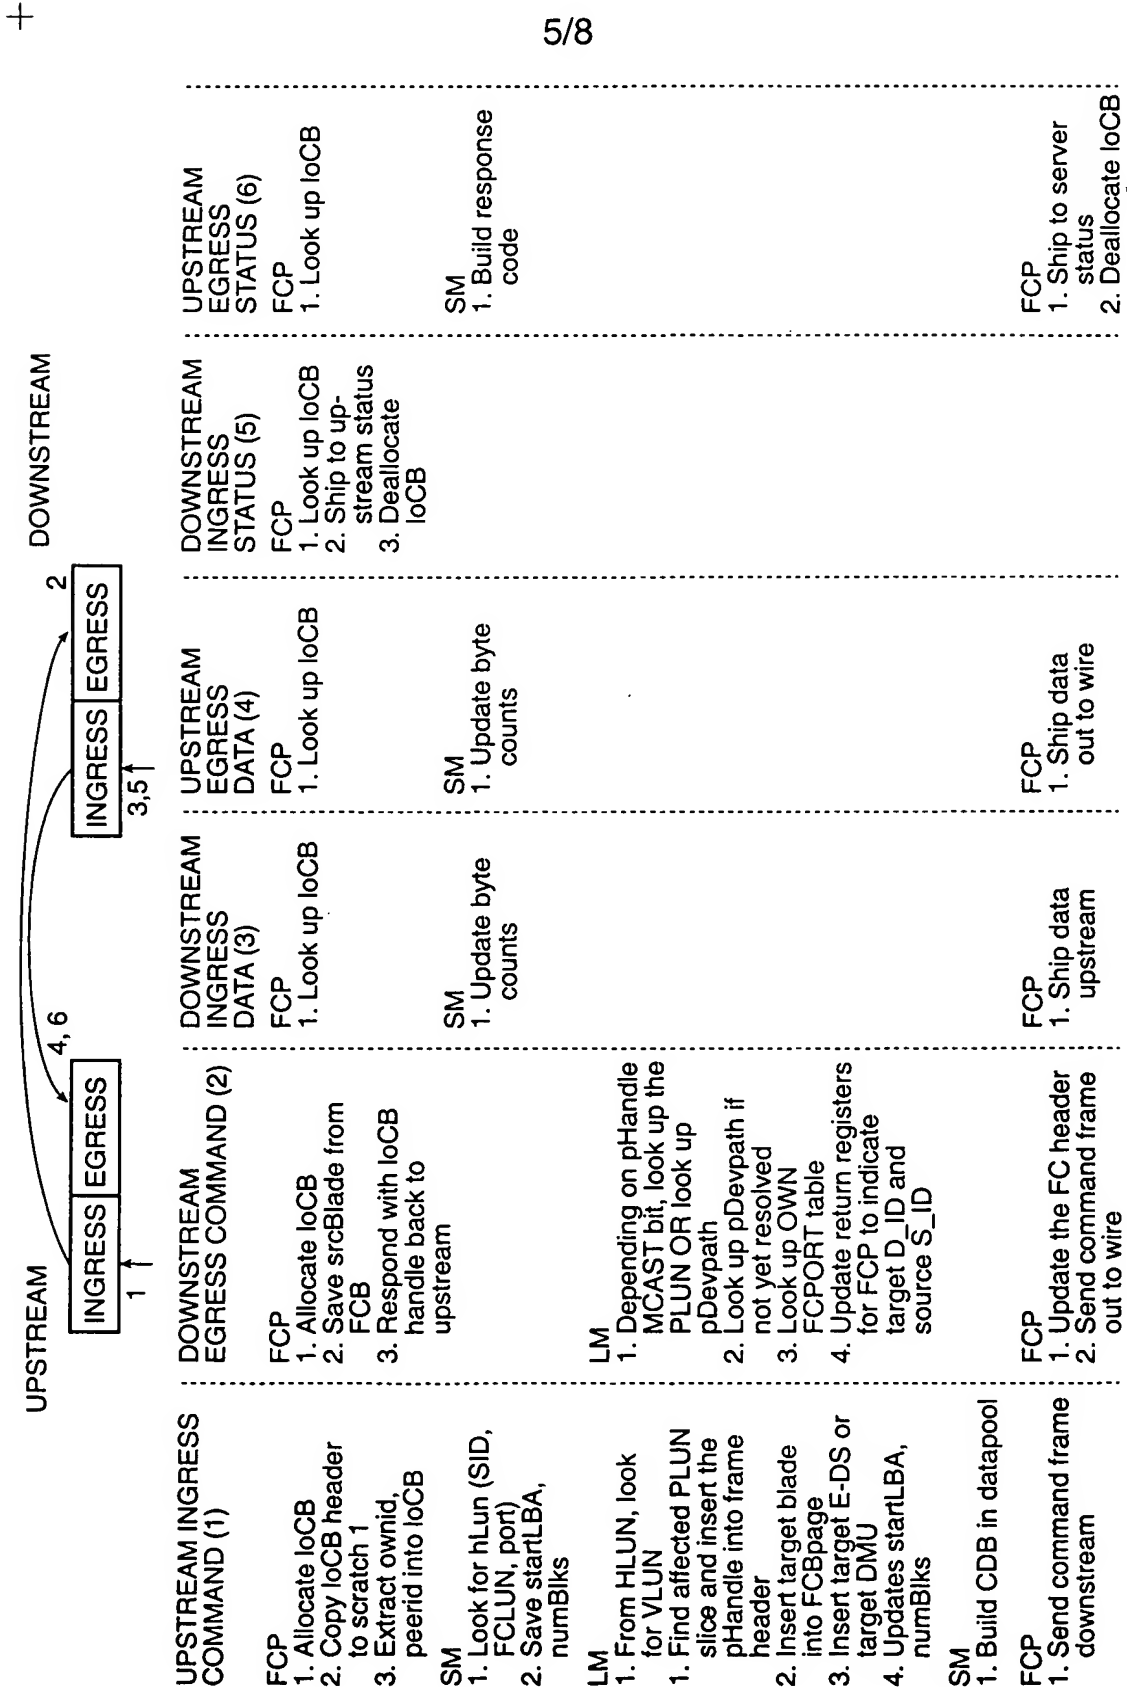 5/8
UPSTREAM
DOWNSTREAM
INGRESS EGRESS
INGRESS EGRESS
1
4, 6
3,5
2
UPSTREAM INGRESS
COMMAND (1)
FCP
1. Allocate IoCB
2. Copy IoCB header
to scratch 1
3. Extract ownid,
peerid into IoCB
SM
1. Look for hLun (SID,
FCLUN, port)
2. Save startLBA,
numBlks
LM
1. From HLUN, look
for VLUN
1. Find affected PLUN
slice and insert the
pHandle into frame
header
2. Insert target blade
into FCBpage
3. Insert target E-DS or
target DMU
4. Updates startLBA,
numBlks
SM
1. Build CDB in datapool
FCP
1. Send command frame
downstream
DOWNSTREAM
EGRESS COMMAND (2)
FCP
1. Allocate IoCB
2. Save srcBlade from
FCB
3. Respond with IoCB
handle back to
upstream
LM
1. Depending on pHandle
MCAST bit, look up the
PLUN OR look up
pDevpath
2. Look up pDevpath if
not yet resolved
3. Look up OWN
FCPORT table
4. Update return registers
for FCP to indicate
target D_ID and
source S_ID
FCP
1. Update the FC header
2. Send command frame
out to wire
DOWNSTREAM
INGRESS
DATA (3)
FCP
1. Look up IoCB
SM
1. Update byte
counts
FCP
1. Ship data
upstream
UPSTREAM
EGRESS
DATA (4)
FCP
1. Look up IoCB
SM
1. Update byte
counts
FCP
1. Ship data
out to wire
DOWNSTREAM
INGRESS
STATUS (5)
FCP
1. Look up IoCB
2. Ship to up-
stream status
3. Deallocate
IoCB
UPSTREAM
EGRESS
STATUS (6)
FCP
1. Look up IoCB
SM
1. Build response
code
FCP
1. Ship to server
status
2. Deallocate IoCB